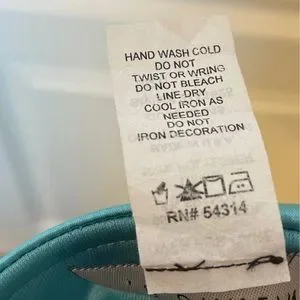 HAND WASH COLD
DO NOT
TWIST OR WRING
DO NOT BLEACH
LINE DRY
COOL IRON AS
NEEDED
DO NOT
IRON DECORATION
RN# 54314